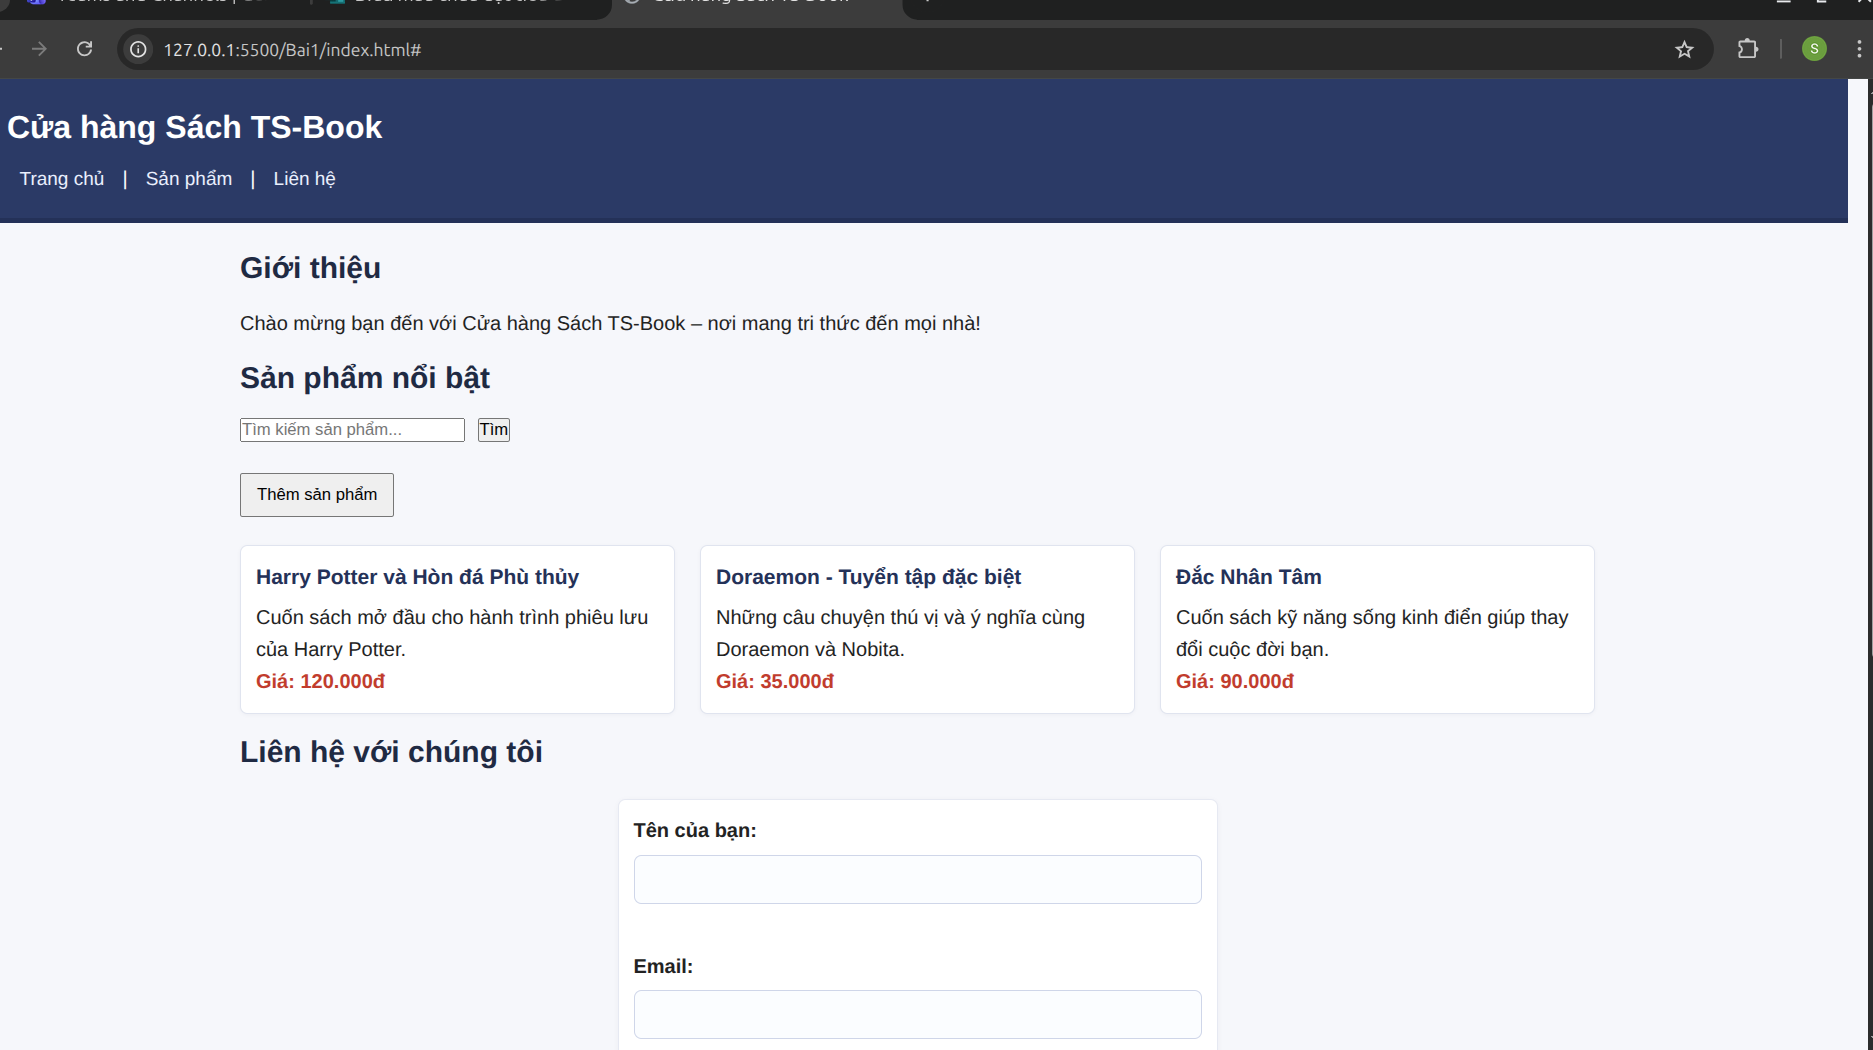 127.0.0.1:5500/Bai1/index.html#
S
Cửa hàng Sách TS-Book
Trang chủ | Sản phẩm | Liên hệ
Giới thiệu
Chào mừng bạn đến với Cửa hàng Sách TS-Book – nơi mang tri thức đến mọi nhà!
Sản phẩm nổi bật
Tìm kiếm sản phẩm... Tìm
Thêm sản phẩm
Harry Potter và Hòn đá Phù thủy
Cuốn sách mở đầu cho hành trình phiêu lưu
của Harry Potter.
Giá: 120.000đ
Doraemon - Tuyển tập đặc biệt
Những câu chuyện thú vị và ý nghĩa cùng
Doraemon và Nobita.
Giá: 35.000đ
Đắc Nhân Tâm
Cuốn sách kỹ năng sống kinh điển giúp thay
đổi cuộc đời bạn.
Giá: 90.000đ
Liên hệ với chúng tôi
Tên của bạn:
Email: